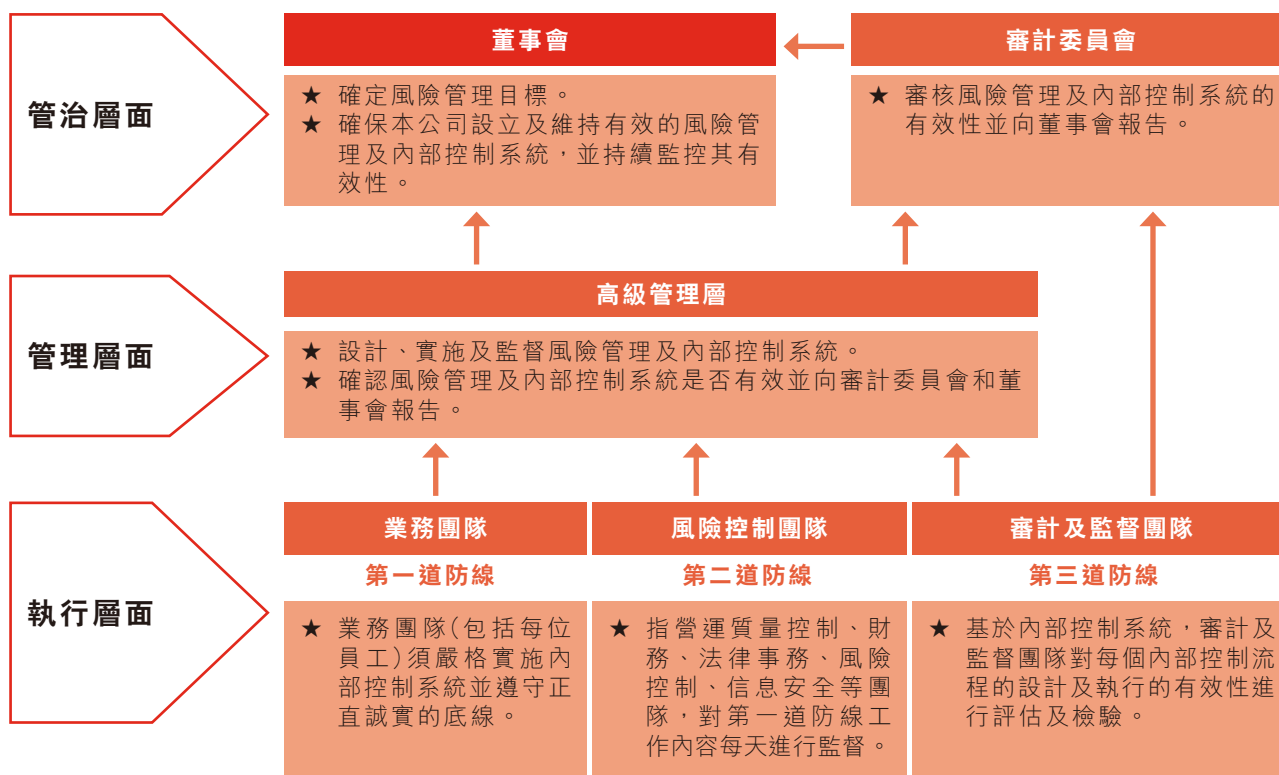 管治層面
董事會
★ 確定風險管理目標。
★ 確保本公司設立及維持有效的風險管
理及內部控制系統，並持續監控其有
效性。
審計委員會
★ 審核風險管理及內部控制系統的
有效性並向董事會報告。
管理層面
高級管理層
★ 設計、實施及監督風險管理及內部控制系統。
★ 確認風險管理及內部控制系統是否有效並向審計委員會和董
事會報告。
執行層面
業務團隊
第一道防線
★ 業務團隊（包括每位
員工）須嚴格實施內
部控制系統並遵守正
直誠實的底線。
風險控制團隊
第二道防線
★ 指營運質量控制、財
務、法律事務、風險
控制、信息安全等團
隊，對第一道防線工
作內容每天進行監督。
審計及監督團隊
第三道防線
★ 基於內部控制系統，審計及
監督團隊對每個內部控制流
程的設計及執行的有效性進
行評估及檢驗。